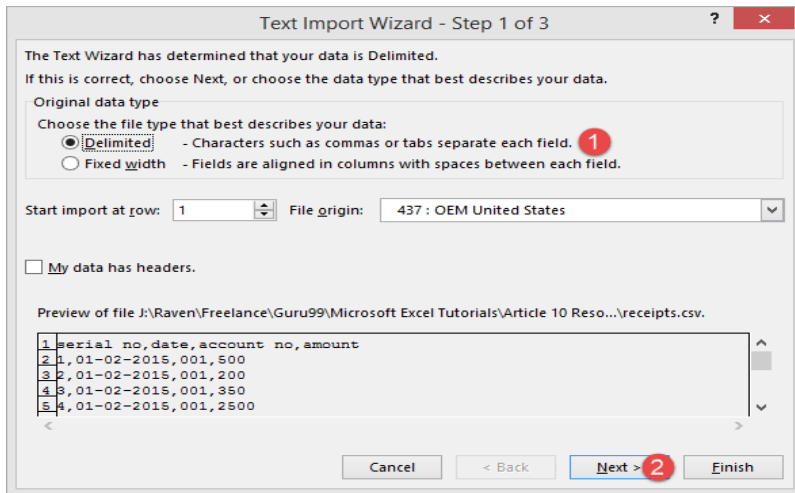 Text Import Wizard - Step 1 of 3 ? ×
The Text Wizard has determined that your data is Delimited.
If this is correct, choose Next, or choose the data type that best describes your data.
Original data type
Choose the file type that best describes your data:
Delimited - Characters such as commas or tabs separate each field. 1
Fixed width - Fields are aligned in columns with spaces between each field.
Start import at row: 1 File origin: 437 : OEM United States
My data has headers.
Preview of file J:\Raven\Freelance\Guru99\Microsoft Excel Tutorials\Article 10 Reso...\receipts.csv.
1 serial no,date,account no,amount
2 1,01-02-2015,001,500
3 2,01-02-2015,001,200
4 3,01-02-2015,001,350
5 4,01-02-2015,001,2500
Cancel < Back Next > 2 Finish